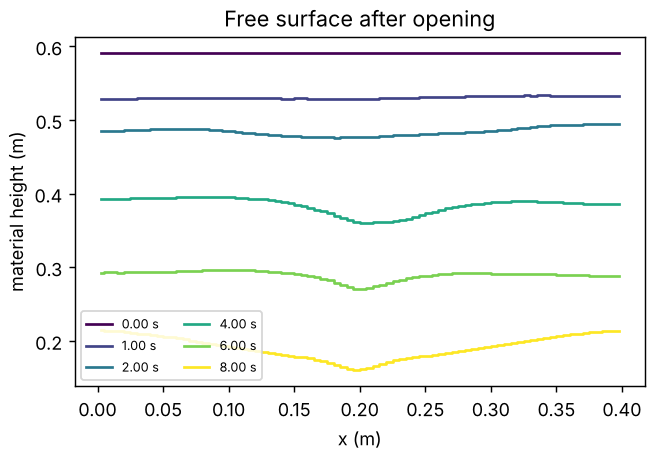 Free surface after opening
material height (m)
0.6
0.5
0.4
0.3
0.2
0.00 s
1.00 s
2.00 s
4.00 s
6.00 s
8.00 s
0.00 0.05 0.10 0.15 0.20 0.25 0.30 0.35 0.40
x (m)